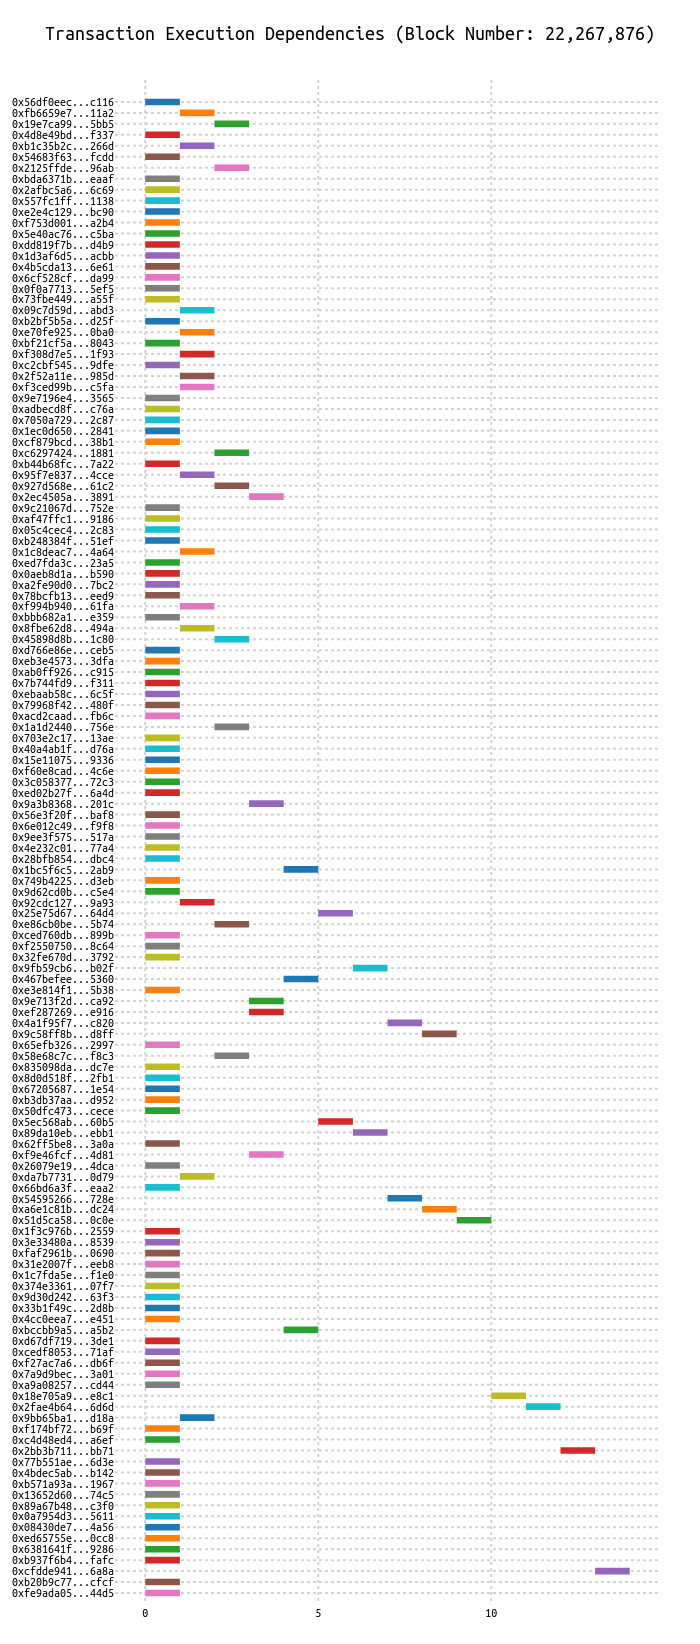 Transaction Execution Dependencies (Block Number: 22,267,876)
0x56df0eec...c116
0xfb6659e7...11a2
0x19e7ca99...5bb5
0x4d8e49bd...f337
0xb1c35b2c...266d
0x54683f63...fcdd
0x2125ffde...96ab
0xbda6371b...eaaf
0x2afbc5a6...6c69
0x557fc1ff...1138
0xe2e4c129...bc90
0xf753d001...a2b4
0x5e40ac76...c5ba
0xdd819f7b...d4b9
0x1d3af6d5...acbb
0x4b5cda13...6e61
0x6cf528cf...da99
0x0f0a7713...5ef5
0x73fbe449...a55f
0x09c7d59d...abd3
0xb2bf5b5a...d25f
0xe70fe925...0ba0
0xbf21cf5a...8043
0xf308d7e5...1f93
0xc2cbf545...9dfe
0x2f52a11e...985d
0xf3ced99b...c5fa
0x9e7196e4...3565
0xadbecd8f...c76a
0x7050a729...2c87
0x1ec0d650...2841
0xcf879bcd...38b1
0xc6297424...1881
0xb44b68fc...7a22
0x95f7e837...4cce
0x927d568e...61c2
0x2ec4505a...3891
0x9c21067d...752e
0xaf47ffc1...9186
0x05c4cec4...2c83
0xb248384f...51ef
0x1c8deac7...4a64
0xed7fda3c...23a5
0x0aeb8d1a...b590
0xa2fe90d0...7bc2
0x78bcfb13...eed9
0xf994b940...61fa
0xbbb682a1...e359
0x8fbe62d8...494a
0x45898d8b...1c80
0xd766e86e...ceb5
0xeb3e4573...3dfa
0xab0ff926...c915
0x7b744fd9...f311
0xebaab58c...6c5f
0x79968f42...480f
0xacd2caad...fb6c
0x1a1d2440...756e
0x703e2c17...13ae
0x40a4ab1f...d76a
0x15e11075...9336
0xf60e8cad...4c6e
0x3c058377...72c3
0xed02b27f...6a4d
0x9a3b8368...201c
0x56e3f20f...baf8
0x6e012c49...f9f8
0x9ee3f575...517a
0x4e232c01...77a4
0x28bfb854...dbc4
0x1bc5f6c5...2ab9
0x749b4225...d3eb
0x9d62cd0b...c5e4
0x92cdc127...9a93
0x25e75d67...64d4
0xe86cb0be...5b74
0xced760db...899b
0xf2550750...8c64
0x32fe670d...3792
0x9fb59cb6...b02f
0x467befee...5360
0xe3e814f1...5b38
0x9e713f2d...ca92
0xef287269...e916
0x4a1f95f7...c820
0x9c58ff8b...d8ff
0x65efb326...2997
0x58e68c7c...f8c3
0x835098da...dc7e
0x8d0d518f...2fb1
0x67205687...1e54
0xb3db37aa...d952
0x50dfc473...cece
0x5ec568ab...60b5
0x89da10eb...ebb1
0x62ff5be8...3a0a
0xf9e46fcf...4d81
0x26079e19...4dca
0xda7b7731...0d79
0x66bd6a3f...eaa2
0x54595266...728e
0xa6e1c81b...dc24
0x51d5ca58...0c0e
0x1f3c976b...2559
0x3e33480a...8539
0xfaf2961b...0690
0x31e2007f...eeb8
0x1c7fda5e...f1e0
0x374e3361...07f7
0x9d30d242...63f3
0x33b1f49c...2d8b
0x4cc0eea7...e451
0xbccbb9a5...a5b2
0xd67df719...3de1
0xcedf8053...71af
0xf27ac7a6...db6f
0x7a9d9bec...3a01
0xa9a08257...cd44
0x18e705a9...e8c1
0x2fae4b64...6d6d
0x9bb65ba1...d18a
0xf174bf72...b69f
0xc4d48ed4...a6ef
0x2bb3b711...bb71
0x77b551ae...6d3e
0x4bdec5ab...b142
0xb571a93a...1967
0x13652d60...74c5
0x89a67b48...c3f0
0x0a7954d3...5611
0x08430de7...4a56
0xed65755e...0cc8
0x6381641f...9286
0xb937f6b4...fafc
0xcfdde941...6a8a
0xb20b9c77...cfcf
0xfe9ada05...44d5
0 5 10